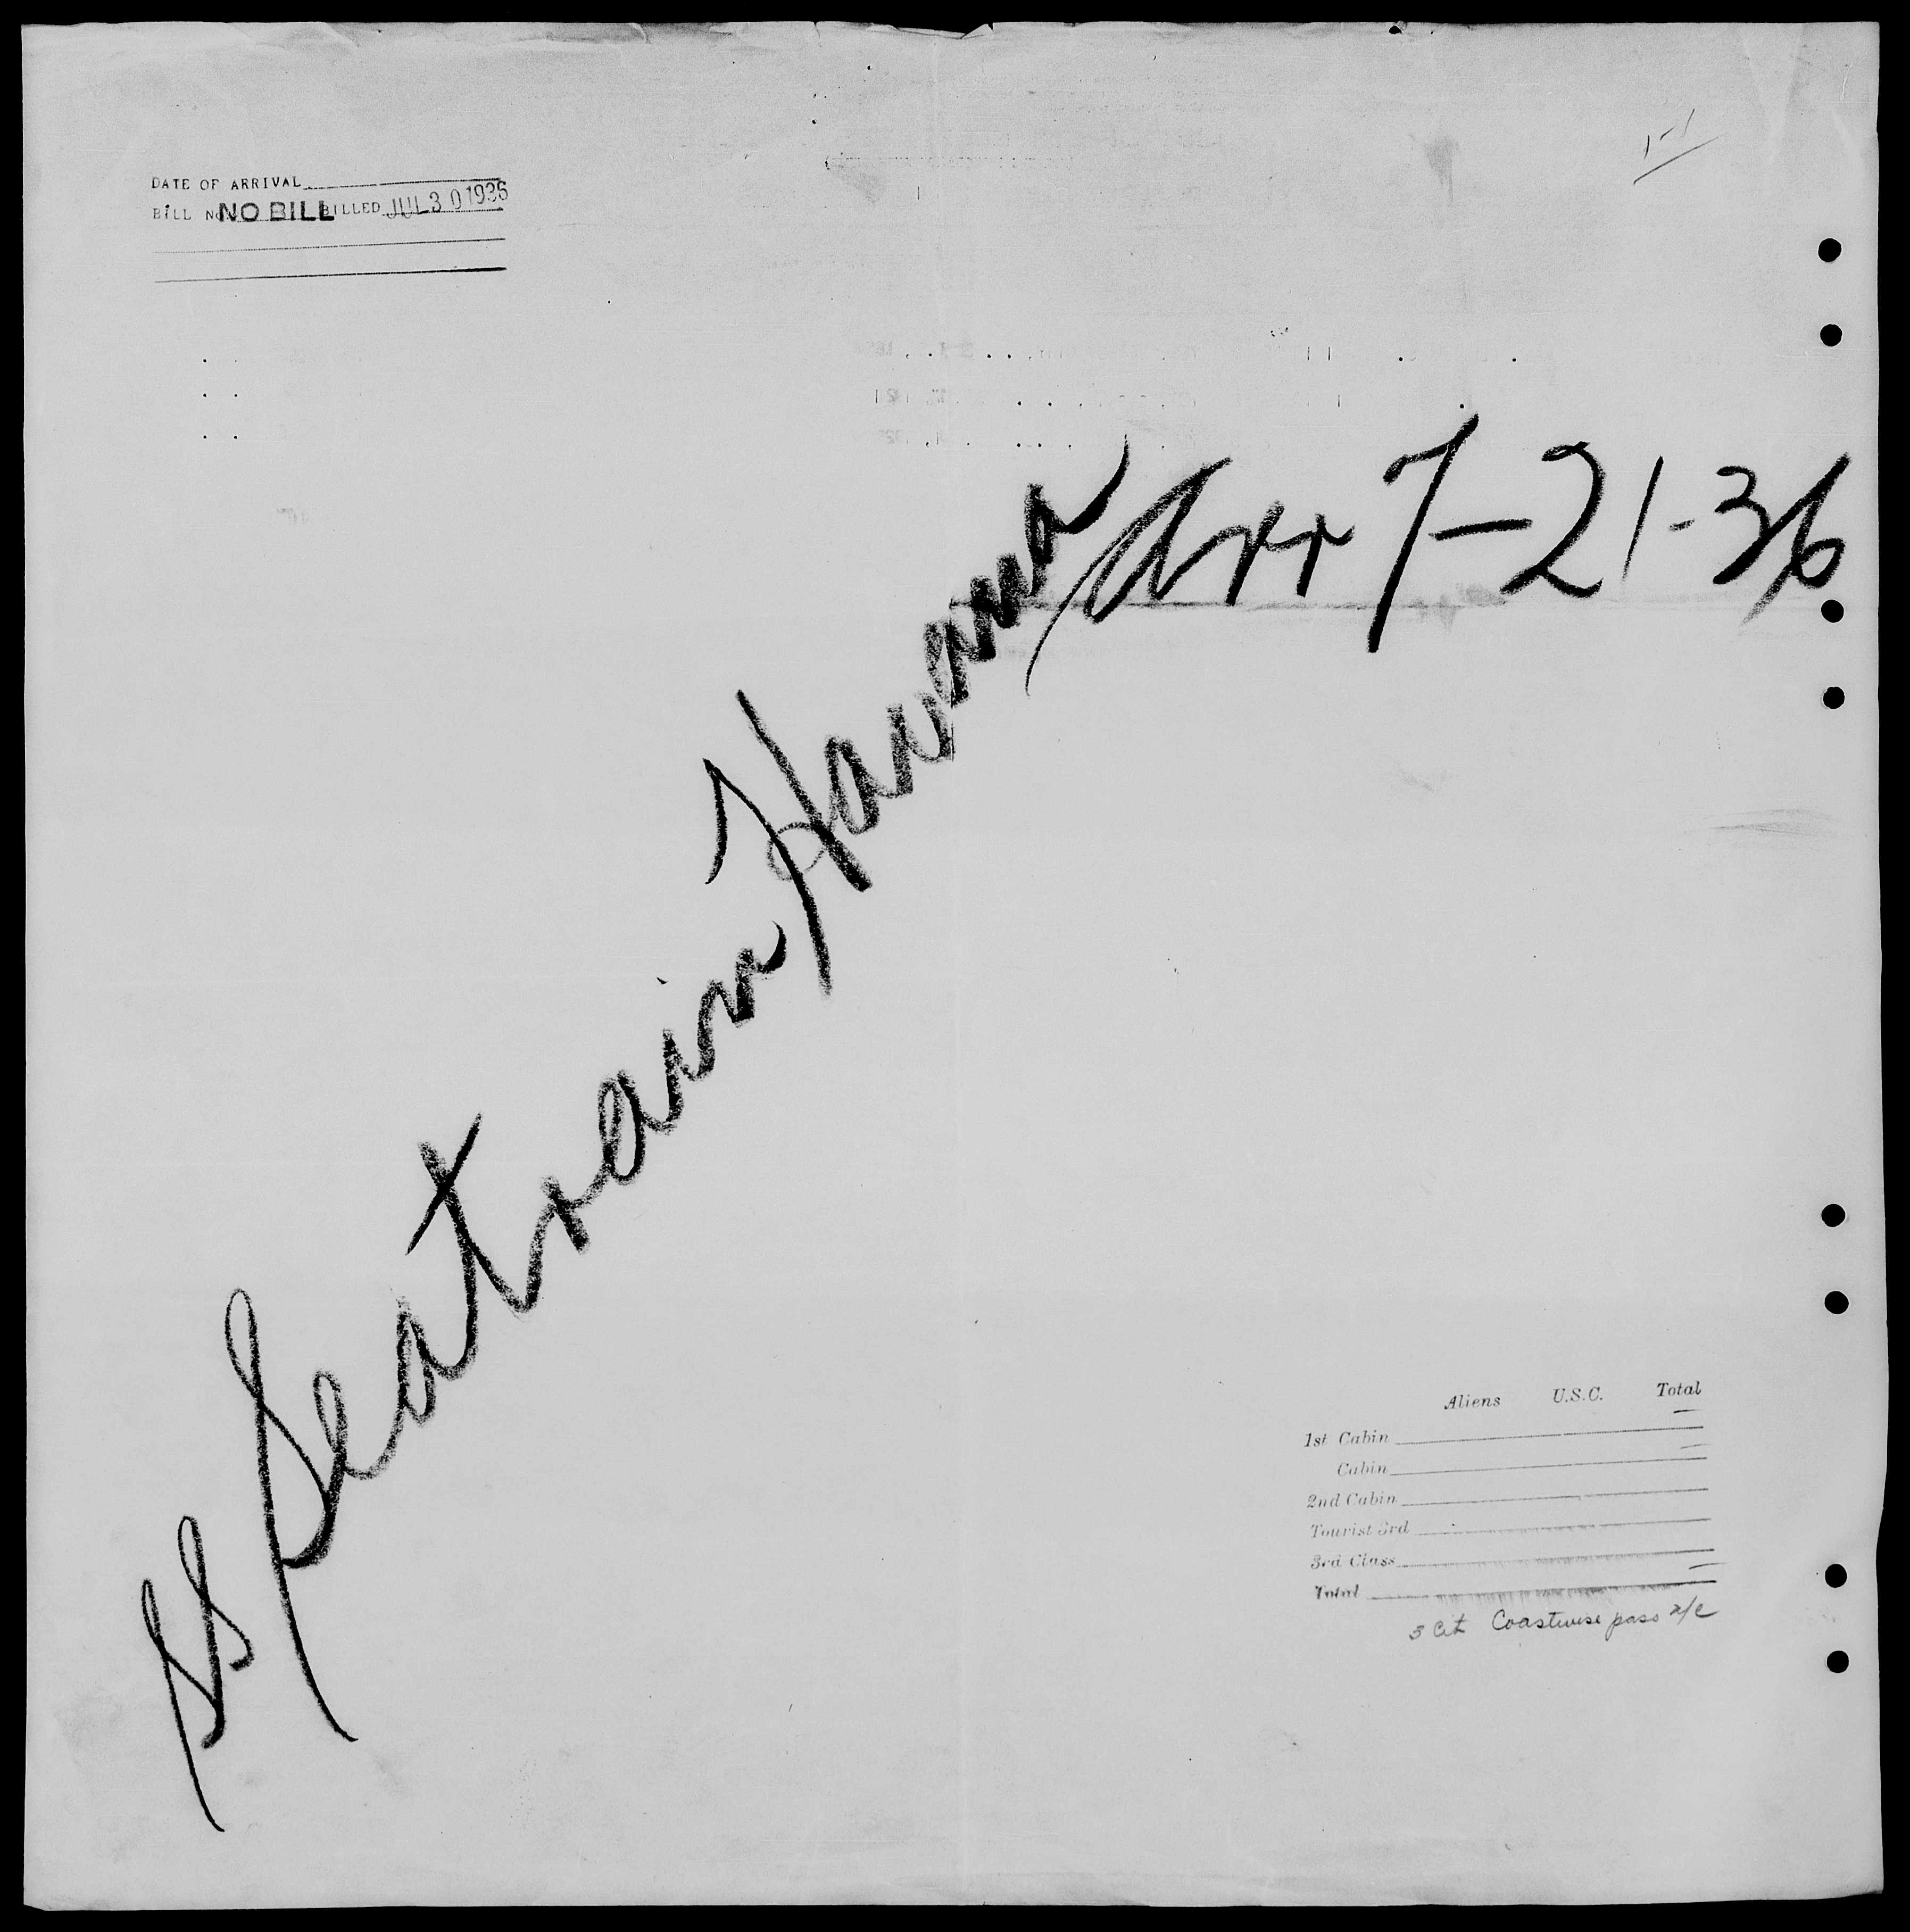 DATE OF ARRIVAL
BILL NO. NO BILL BILLED JUL 30 1936
SS Seatrain Havana Arr 7-21-36
Aliens U.S.C. Total
1st Cabin
Cabin
2nd Cabin
Tourist 3rd
3rd Class
Total
3 Cit Coastwise pass